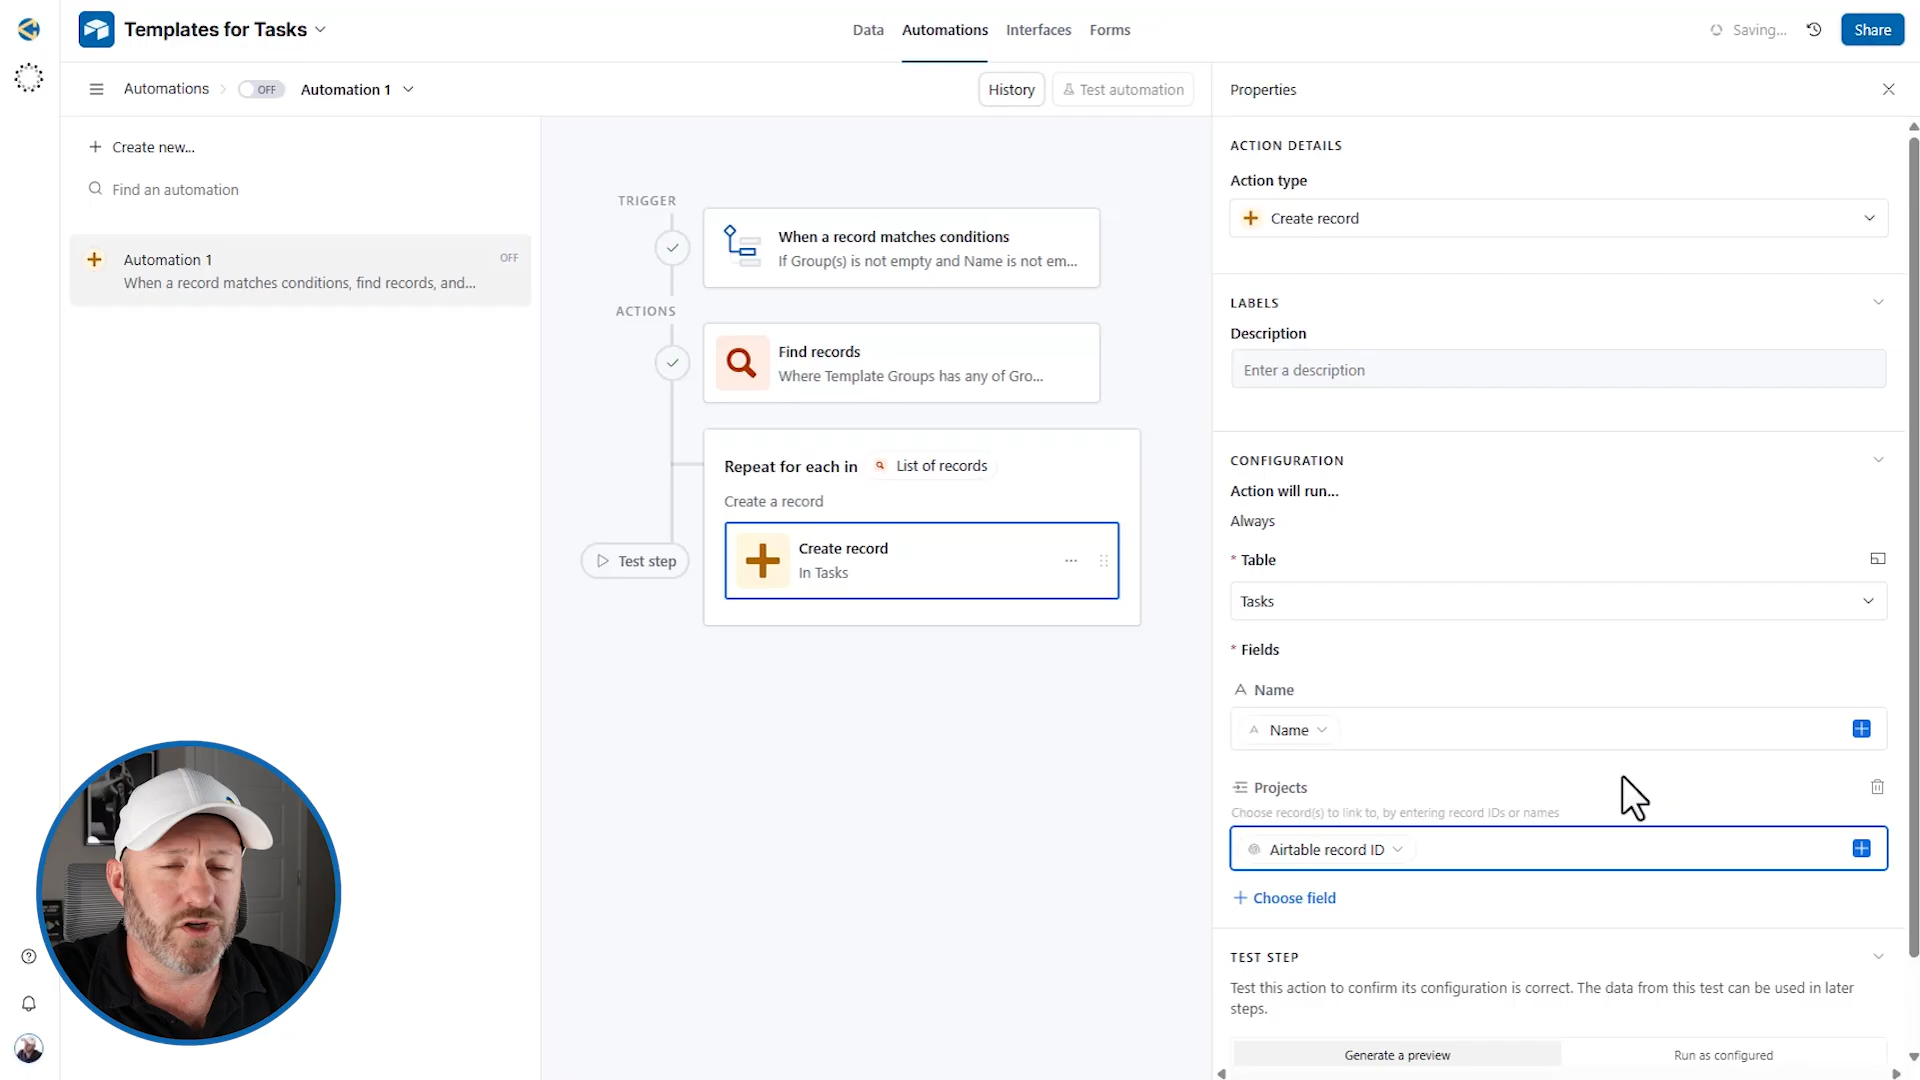 Templates for Tasks
Data
Automations
Interfaces
Forms
Saving...
Share
Automations
OFF
Automation 1
History
Test automation
Properties
Create new...
Find an automation
Automation 1
OFF
When a record matches conditions, find records, and...
TRIGGER
When a record matches conditions
If Group(s) is not empty and Name is not em...
ACTIONS
Find records
Where Template Groups has any of Gro...
Repeat for each in
List of records
Create a record
Create record
In Tasks
Test step
ACTION DETAILS
Action type
Create record
LABELS
Description
Enter a description
CONFIGURATION
Action will run...
Always
* Table
Tasks
* Fields
Name
Name
Projects
Choose record(s) to link to, by entering record IDs or names
Airtable record ID
+ Choose field
TEST STEP
Test this action to confirm its configuration is correct. The data from this test can be used in later
steps.
Generate a preview
Run as configured